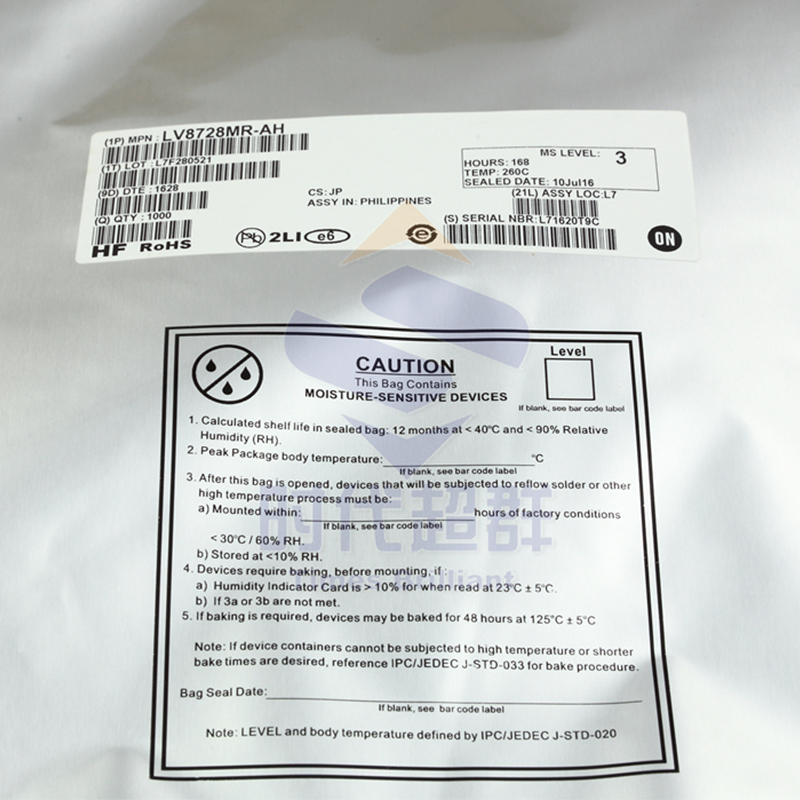 (1P) MPN : LV8728MR-AH
(1T) LOT : L7F280521
(9D) DTE : 1628
(Q) QTY : 1000
HF RoHS
CS: JP
ASSY IN: PHILIPPINES
Pb 2LI e6
e
MS LEVEL: 3
HOURS: 168
TEMP: 260C
SEALED DATE: 10Jul16
(21L) ASSY LOC:L7
(S) SERIAL NBR: L71620T9C
ON
CAUTION
This Bag Contains
MOISTURE-SENSITIVE DEVICES
Level
If blank, see bar code label
1. Calculated shelf life in sealed bag: 12 months at < 40°C and < 90% Relative
Humidity (RH).
2. Peak Package body temperature: °C
If blank, see bar code label
3. After this bag is opened, devices that will be subjected to reflow solder or other
high temperature process must be:
a) Mounted within: hours of factory conditions
If blank, see bar code label
< 30°C / 60% RH.
b) Stored at <10% RH.
4. Devices require baking, before mounting, if :
a) Humidity Indicator Card is > 10% for when read at 23°C ± 5°C.
b) If 3a or 3b are not met.
5. If baking is required, devices may be baked for 48 hours at 125°C ± 5°C
Note: If device containers cannot be subjected to high temperature or shorter
bake times are desired, reference IPC/JEDEC J-STD-033 for bake procedure.
Bag Seal Date:
If blank, see bar code label
Note: LEVEL and body temperature defined by IPC/JEDEC J-STD-020
时代超群
Times Brilliant